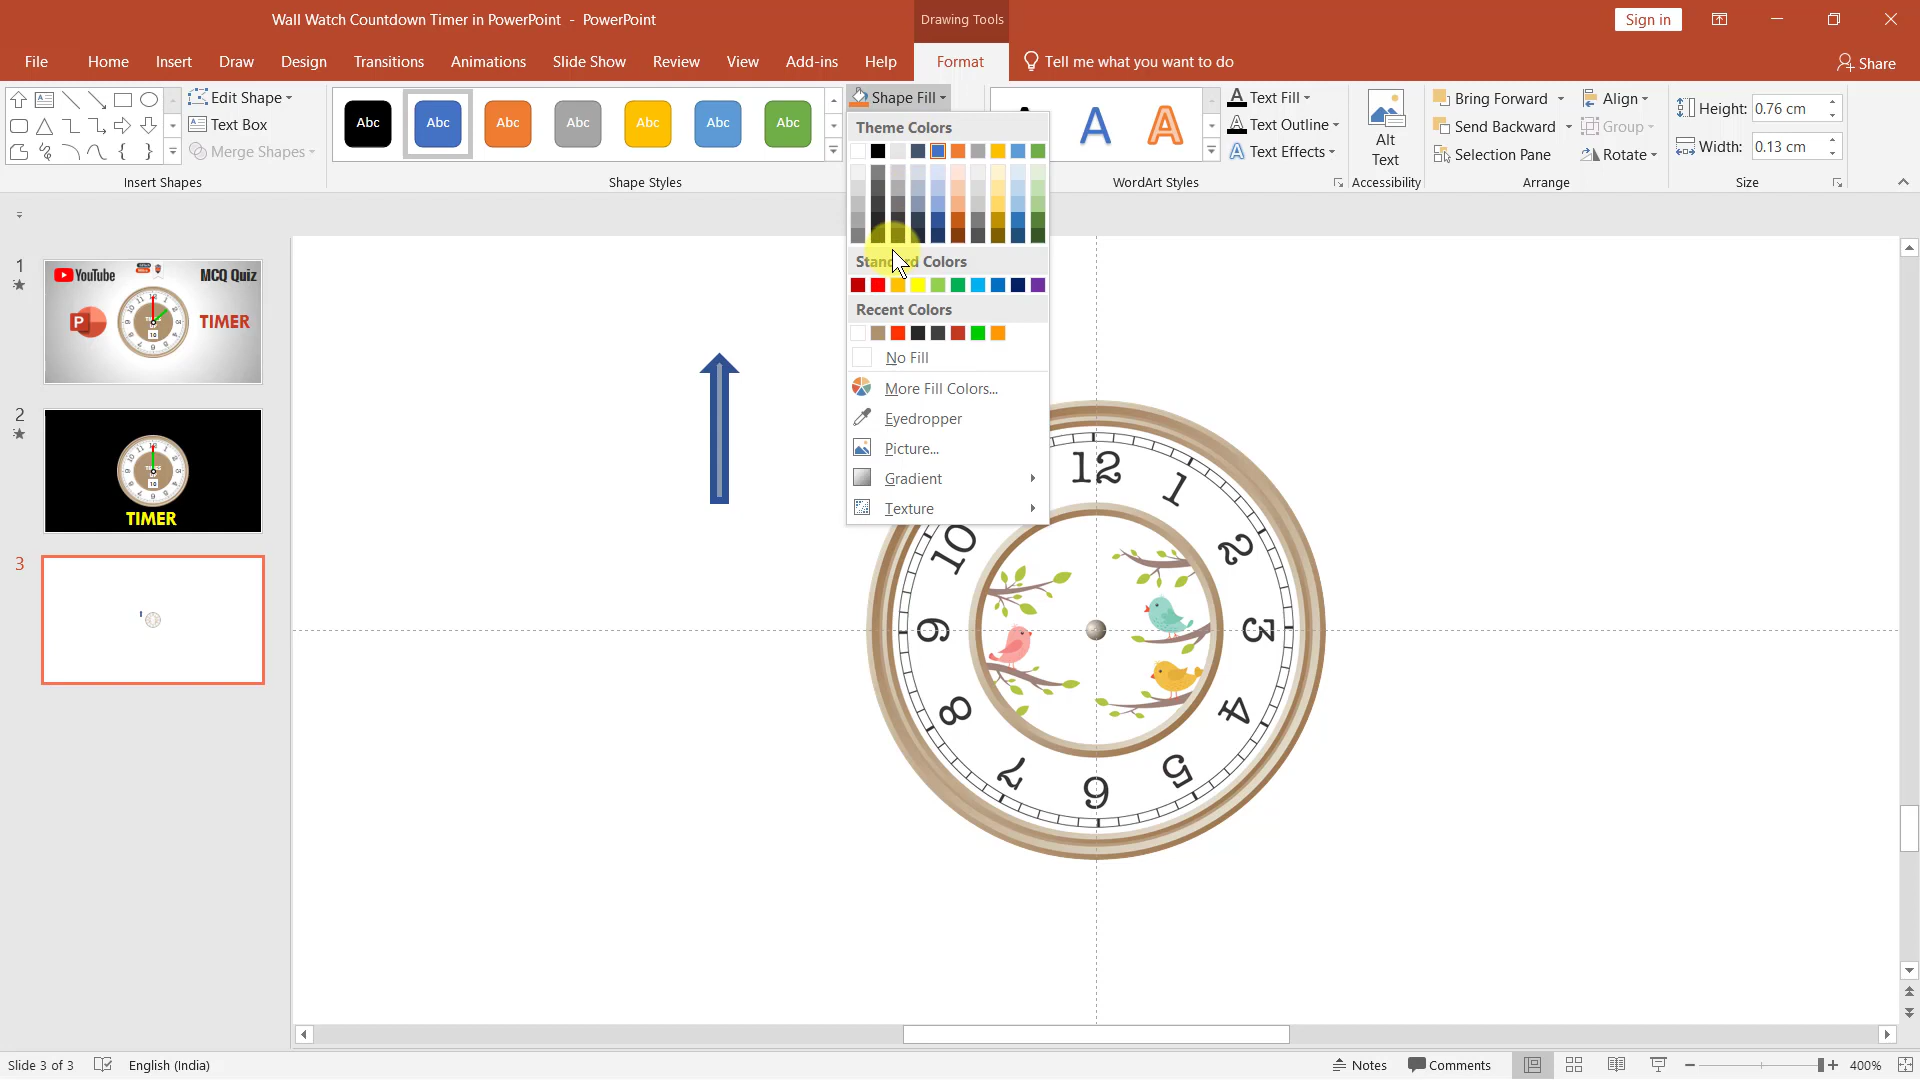 Wall Watch Countdown Timer in PowerPoint - PowerPoint
Drawing Tools
Sign in
File Home Insert Draw Design Transitions Animations Slide Show Review View Add-ins Help Format Tell me what you want to do
Share
Edit Shape
Text Box
Merge Shapes
Insert Shapes
Abc Abc Abc Abc Abc Abc Abc
Shape Styles
Shape Fill
A A A
WordArt Styles
Text Fill
Text Outline
Text Effects
Alt
Text
Accessibility
Bring Forward
Send Backward
Selection Pane
Align
Group
Rotate
Arrange
Height: 0.76 cm
Width: 0.13 cm
Size
Theme Colors
Standard Colors
Recent Colors
No Fill
More Fill Colors...
Eyedropper
Picture...
Gradient
Texture
1
YouTube
MCQ Quiz
P
TIMER
10
2
10
TIMER
3
12
1
2
3
4
5
6
7
8
9
10
Slide 3 of 3
English (India)
Notes
Comments
400%